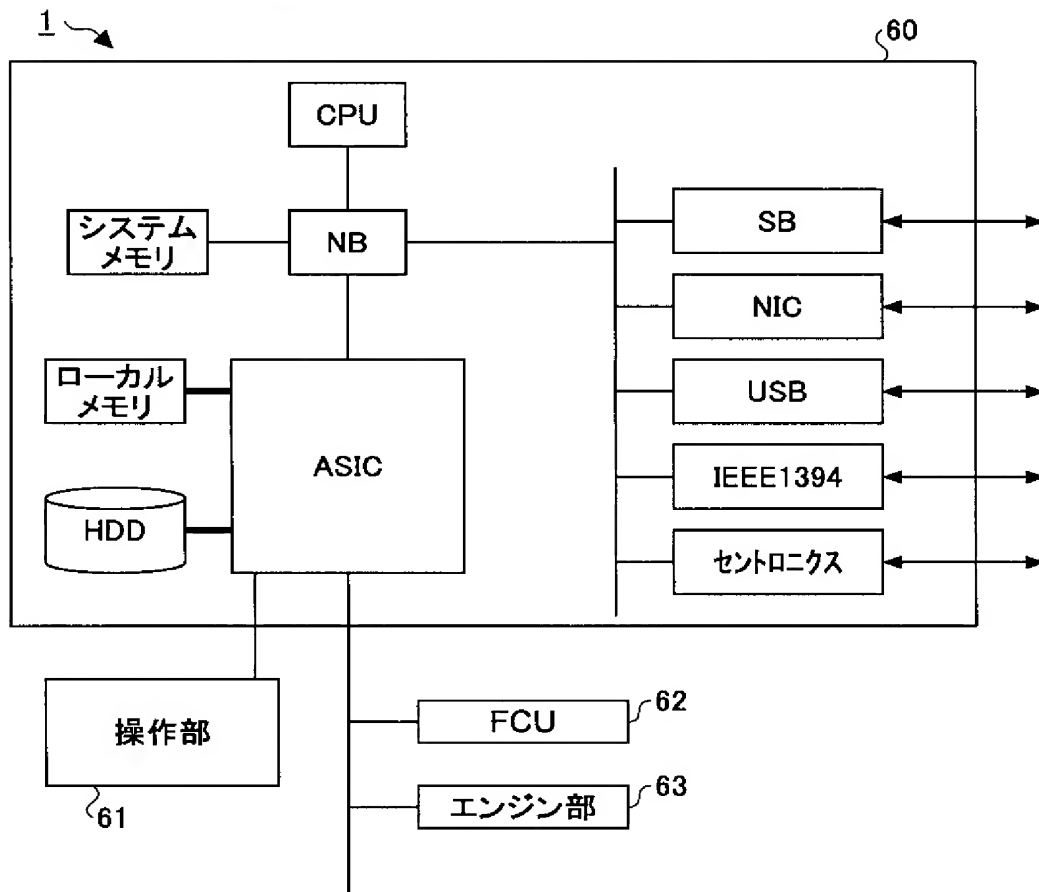 1
60
CPU
システム
メモリ
NB
SB
NIC
ローカル
メモリ
ASIC
USB
HDD
IEEE1394
セントロニクス
操作部
61
FCU
62
エンジン部
63